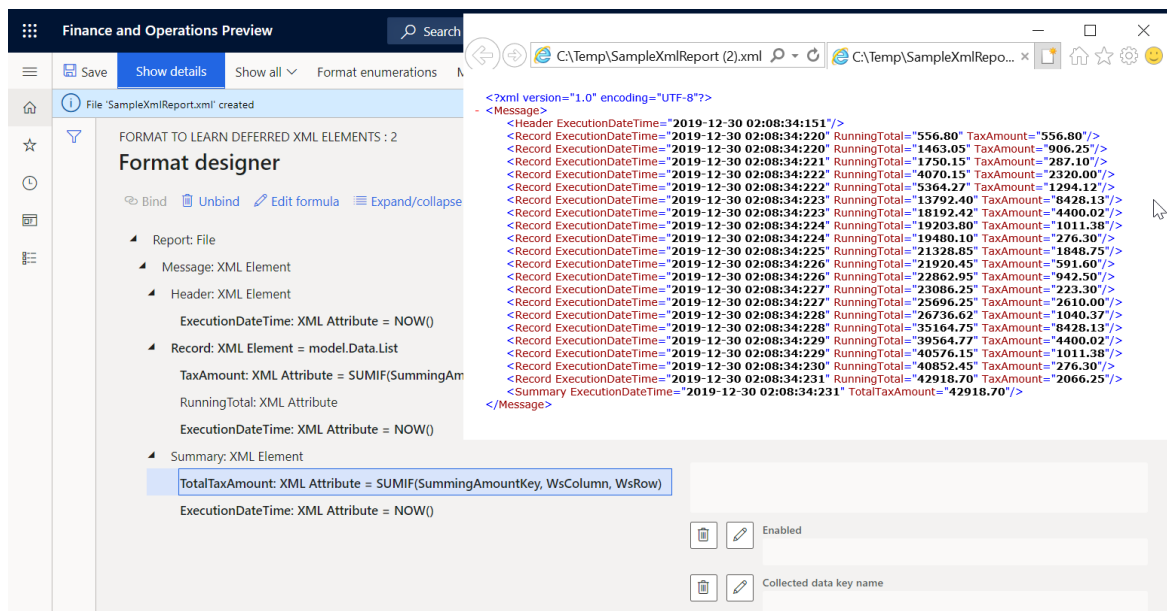 Finance and Operations Preview
Search
Save
Show details
Show all
Format enumerations
File 'SampleXmlReport.xml' created
FORMAT TO LEARN DEFERRED XML ELEMENTS : 2
Format designer
Bind
Unbind
Edit formula
Expand/collapse
Report: File
Message: XML Element
Header: XML Element
ExecutionDateTime: XML Attribute = NOW()
Record: XML Element = model.Data.List
TaxAmount: XML Attribute = SUMIF(SummingAm
RunningTotal: XML Attribute
ExecutionDateTime: XML Attribute = NOW()
Summary: XML Element
TotalTaxAmount: XML Attribute = SUMIF(SummingAmountKey, WsColumn, WsRow)
ExecutionDateTime: XML Attribute = NOW()
Enabled
Collected data key name
C:\Temp\SampleXmlReport (2).xml
C:\Temp\SampleXmlRepo...
<?xml version="1.0" encoding="UTF-8"?>
- <Message>
<Header ExecutionDateTime="2019-12-30 02:08:34:151"/>
<Record ExecutionDateTime="2019-12-30 02:08:34:220" RunningTotal="556.80" TaxAmount="556.80"/>
<Record ExecutionDateTime="2019-12-30 02:08:34:220" RunningTotal="1463.05" TaxAmount="906.25"/>
<Record ExecutionDateTime="2019-12-30 02:08:34:221" RunningTotal="1750.15" TaxAmount="287.10"/>
<Record ExecutionDateTime="2019-12-30 02:08:34:222" RunningTotal="4070.15" TaxAmount="2320.00"/>
<Record ExecutionDateTime="2019-12-30 02:08:34:222" RunningTotal="5364.27" TaxAmount="1294.12"/>
<Record ExecutionDateTime="2019-12-30 02:08:34:223" RunningTotal="13792.40" TaxAmount="8428.13"/>
<Record ExecutionDateTime="2019-12-30 02:08:34:223" RunningTotal="18192.42" TaxAmount="4400.02"/>
<Record ExecutionDateTime="2019-12-30 02:08:34:224" RunningTotal="19203.80" TaxAmount="1011.38"/>
<Record ExecutionDateTime="2019-12-30 02:08:34:224" RunningTotal="19480.10" TaxAmount="276.30"/>
<Record ExecutionDateTime="2019-12-30 02:08:34:225" RunningTotal="21328.85" TaxAmount="1848.75"/>
<Record ExecutionDateTime="2019-12-30 02:08:34:226" RunningTotal="21920.45" TaxAmount="591.60"/>
<Record ExecutionDateTime="2019-12-30 02:08:34:226" RunningTotal="22862.95" TaxAmount="942.50"/>
<Record ExecutionDateTime="2019-12-30 02:08:34:227" RunningTotal="23086.25" TaxAmount="223.30"/>
<Record ExecutionDateTime="2019-12-30 02:08:34:227" RunningTotal="25696.25" TaxAmount="2610.00"/>
<Record ExecutionDateTime="2019-12-30 02:08:34:228" RunningTotal="26736.62" TaxAmount="1040.37"/>
<Record ExecutionDateTime="2019-12-30 02:08:34:228" RunningTotal="35164.75" TaxAmount="8428.13"/>
<Record ExecutionDateTime="2019-12-30 02:08:34:229" RunningTotal="39564.77" TaxAmount="4400.02"/>
<Record ExecutionDateTime="2019-12-30 02:08:34:229" RunningTotal="40576.15" TaxAmount="1011.38"/>
<Record ExecutionDateTime="2019-12-30 02:08:34:230" RunningTotal="40852.45" TaxAmount="276.30"/>
<Record ExecutionDateTime="2019-12-30 02:08:34:231" RunningTotal="42918.70" TaxAmount="2066.25"/>
<Summary ExecutionDateTime="2019-12-30 02:08:34:231" TotalTaxAmount="42918.70"/>
</Message>